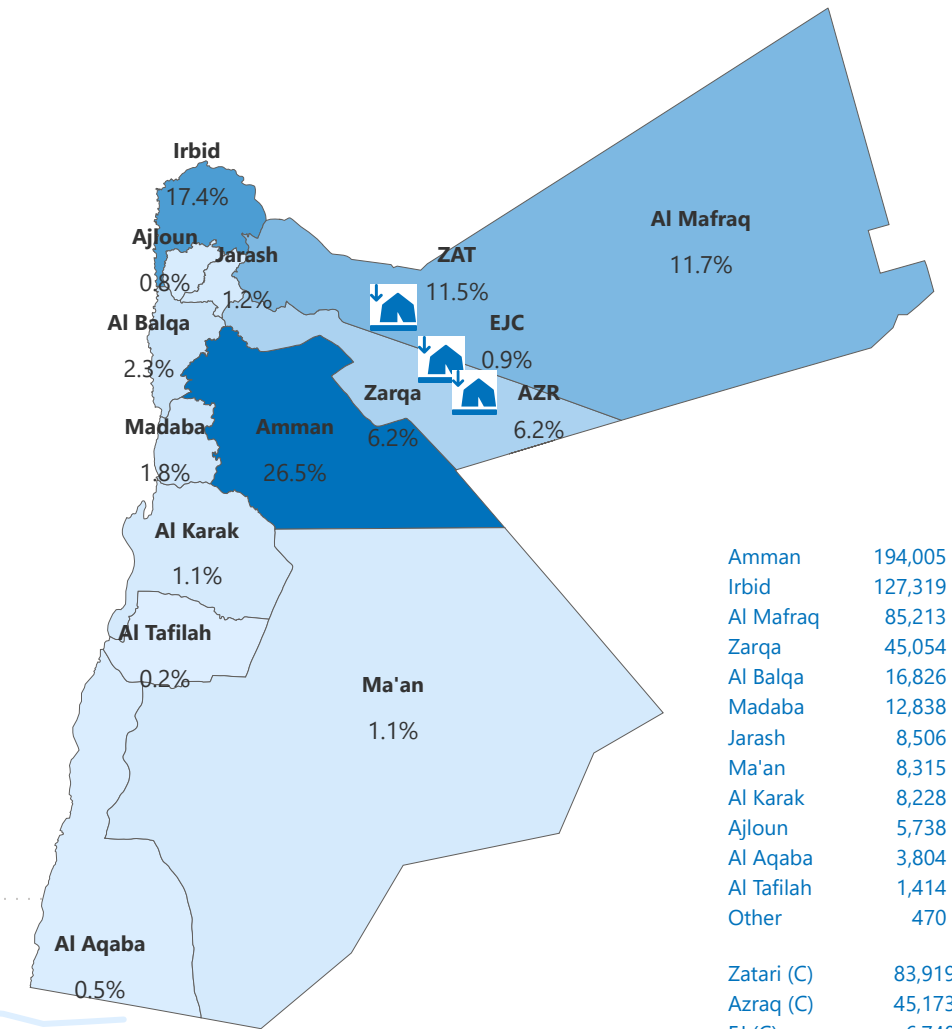 Irbid
17.4%
Ajloun
0.8%
Jarash
1.2%
Al Mafraq
11.7%
ZAT
11.5%
EJC
0.9%
Al Balqa
2.3%
Zarqa
6.2%
AZR
6.2%
Madaba
1.8%
Amman
26.5%
Al Karak
1.1%
Al Tafilah
0.2%
Ma'an
1.1%
Al Aqaba
0.5%
Amman 194,005
Irbid 127,319
Al Mafraq 85,213
Zarqa 45,054
Al Balqa 16,826
Madaba 12,838
Jarash 8,506
Ma'an 8,315
Al Karak 8,228
Ajloun 5,738
Al Aqaba 3,804
Al Tafilah 1,414
Other 470
Zatari (C) 83,919
Azraq (C) 45,173